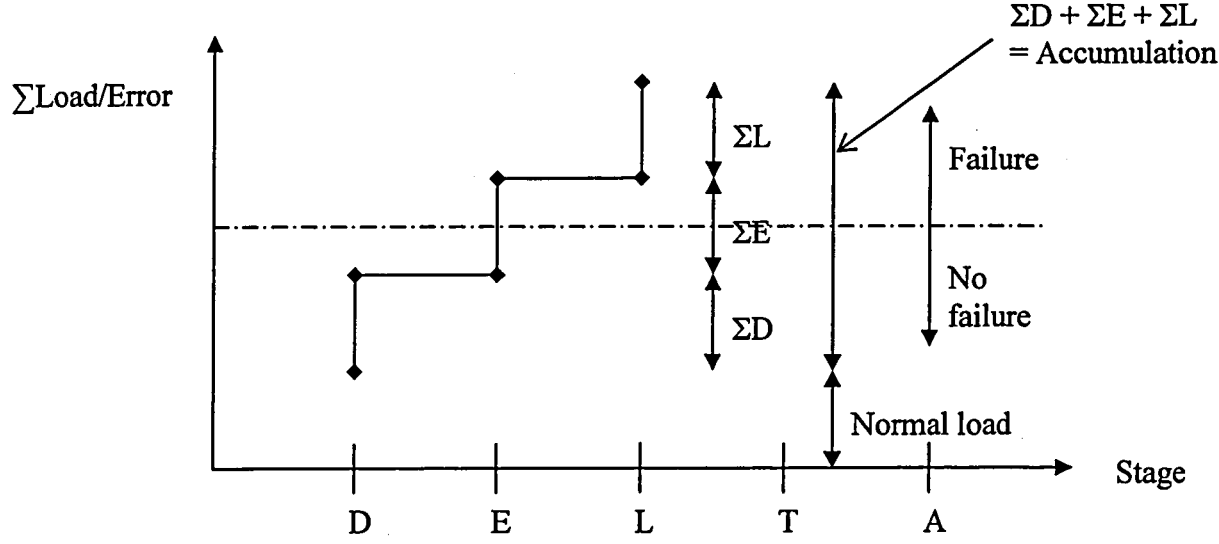 ΣD + ΣE + ΣL
= Accumulation
∑Load/Error
ΣL
Failure
ΣE
No
failure
ΣD
Normal load
Stage
D
E
L
T
A